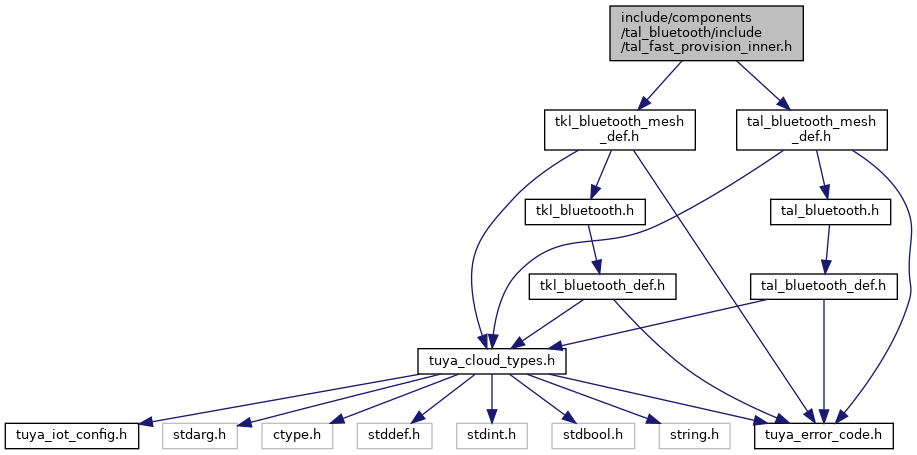 include/components
/tal_bluetooth/include
/tal_fast_provision_inner.h
tkl_bluetooth_mesh
_def.h
tal_bluetooth_mesh
_def.h
tkl_bluetooth.h
tal_bluetooth.h
tkl_bluetooth_def.h
tal_bluetooth_def.h
tuya_cloud_types.h
tuya_iot_config.h
stdarg.h
ctype.h
stddef.h
stdint.h
stdbool.h
string.h
tuya_error_code.h